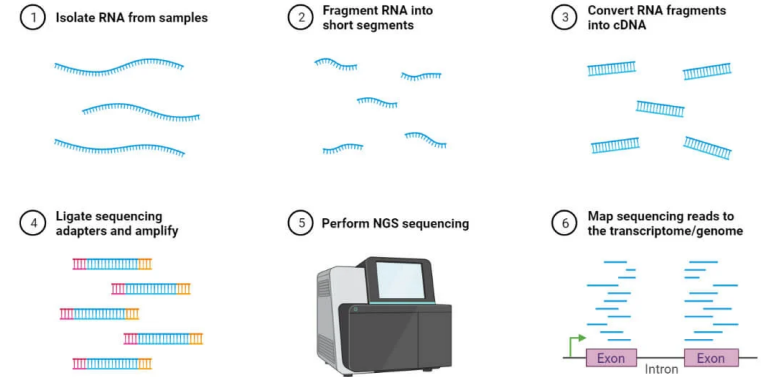 1 Isolate RNA from samples
2 Fragment RNA into
short segments
3 Convert RNA fragments
into cDNA
4 Ligate sequencing
adapters and amplify
5 Perform NGS sequencing
6 Map sequencing reads to
the transcriptome/genome
Exon
Intron
Exon